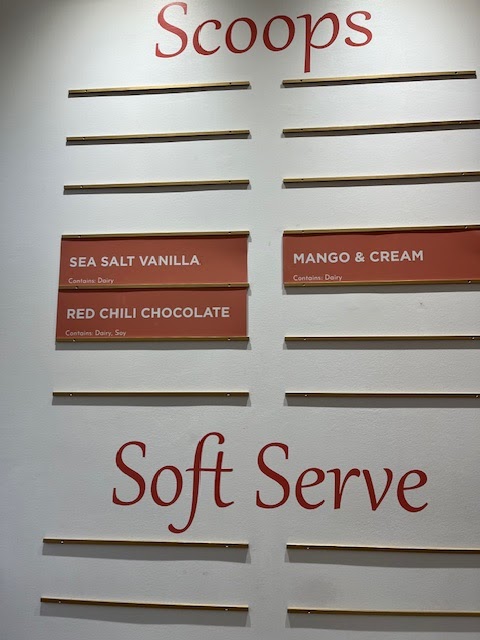 Scoops
SEA SALT VANILLA
Contains: Dairy
RED CHILI CHOCOLATE
Contains: Dairy, Soy
MANGO & CREAM
Contains: Dairy
Soft Serve